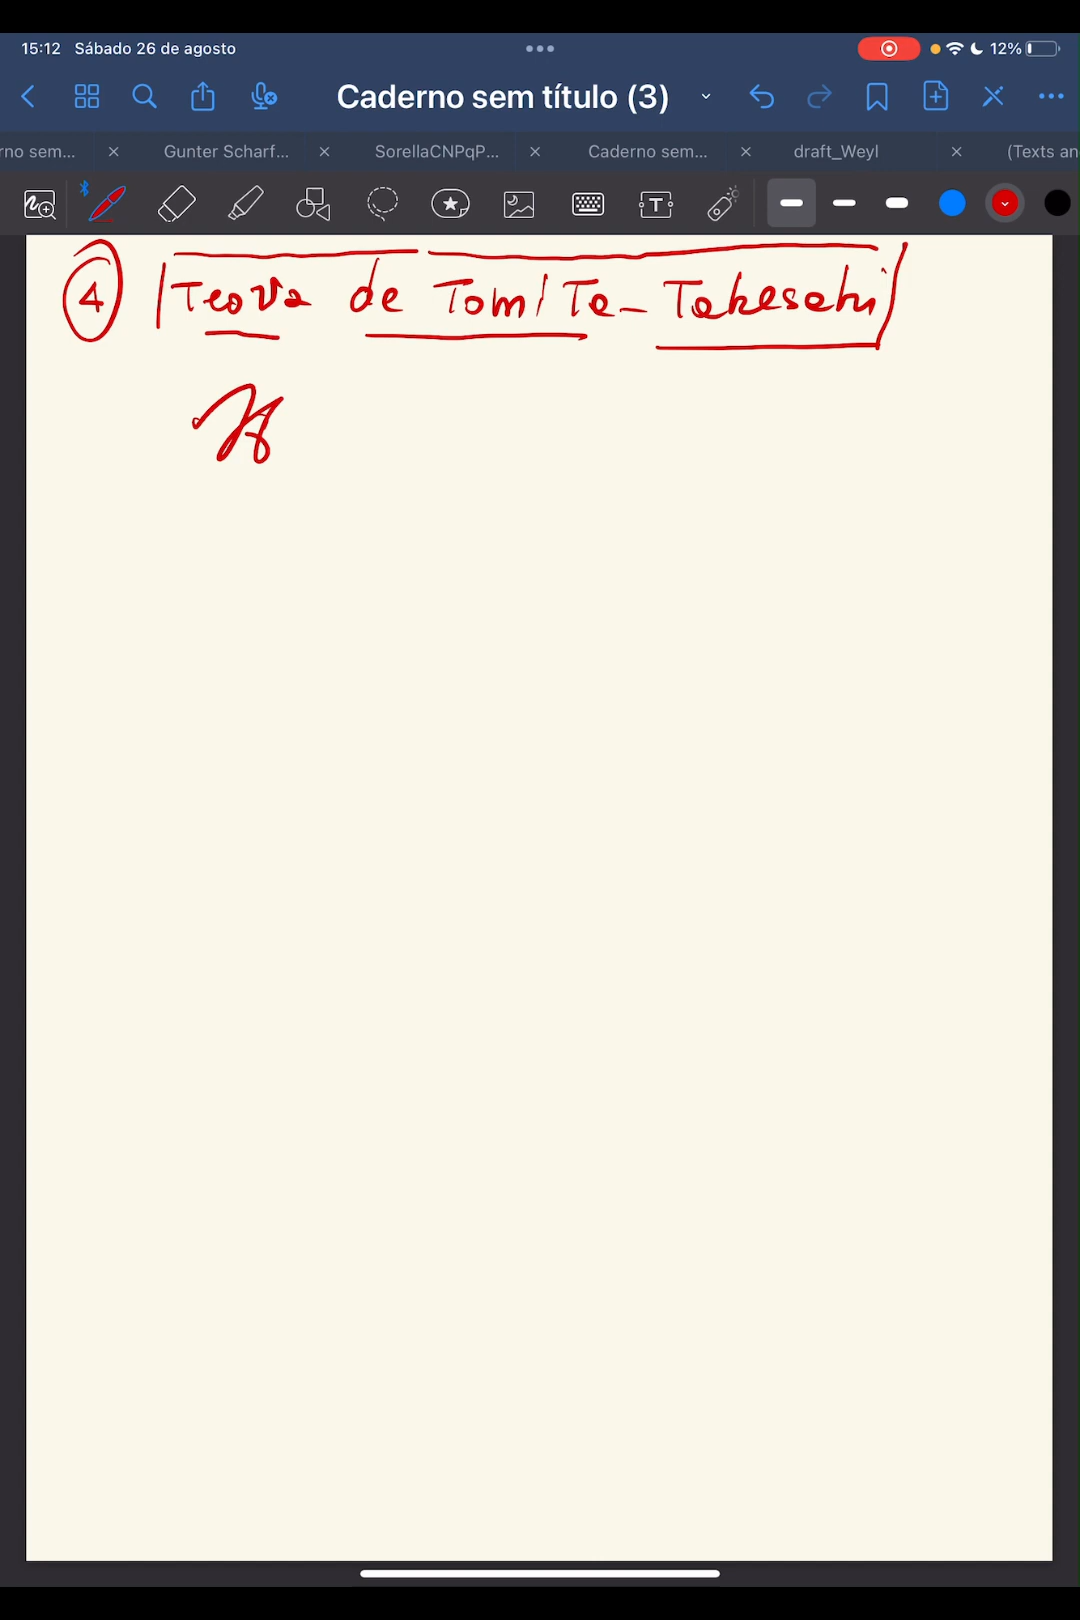 15:12 Sábado 26 de agosto 12%
Caderno sem título (3)
rno sem... Gunter Scharf... SorellaCNPqP... Caderno sem... draft_Weyl (Texts an
T
4 Teoria de Tomita-Takesaki
H